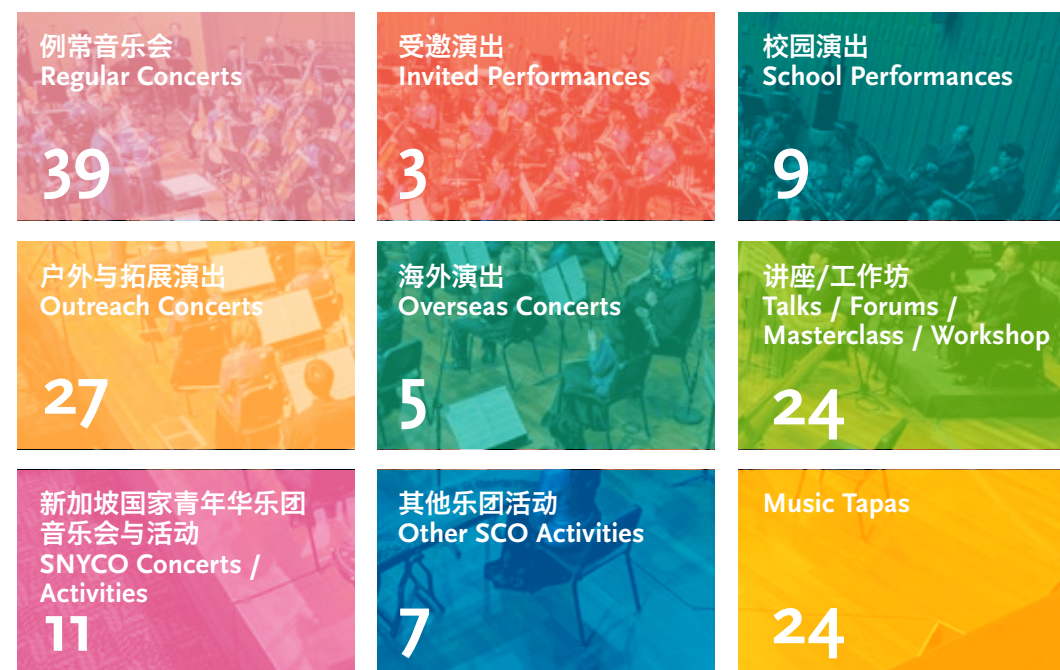 例常音乐会
Regular Concerts
39
受邀演出
Invited Performances
3
校园演出
School Performances
9
户外与拓展演出
Outreach Concerts
27
海外演出
Overseas Concerts
5
讲座/工作坊
Talks / Forums /
Masterclass / Workshop
24
新加坡国家青年华乐团
音乐会与活动
SNYCO Concerts /
Activities
11
其他乐团活动
Other SCO Activities
7
Music Tapas
24